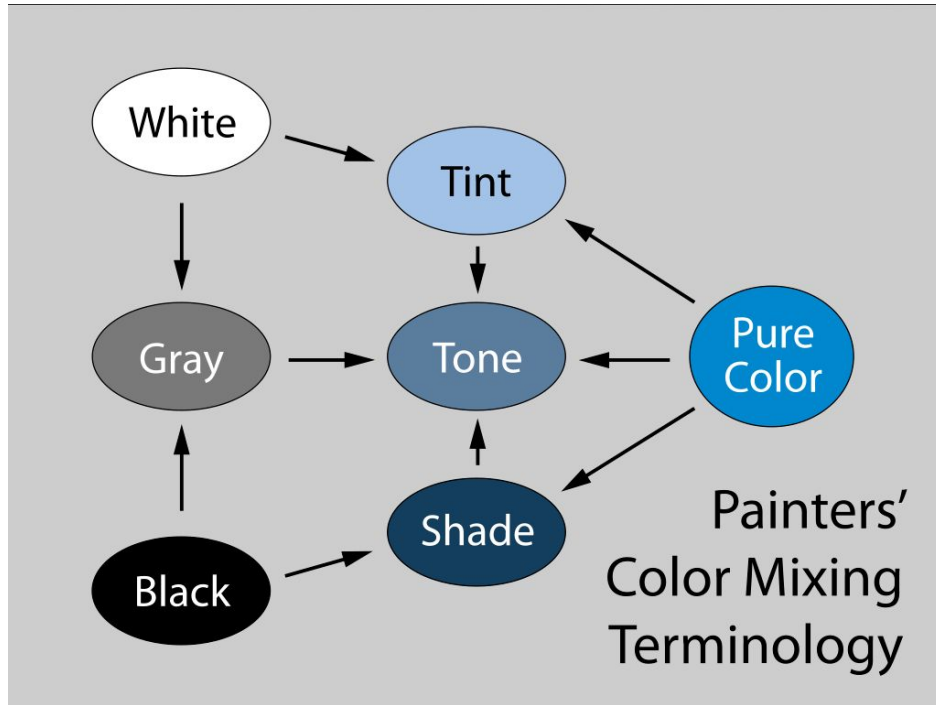 White
Tint
Gray
Tone
Pure
Color
Shade
Black
Painters’
Color Mixing
Terminology